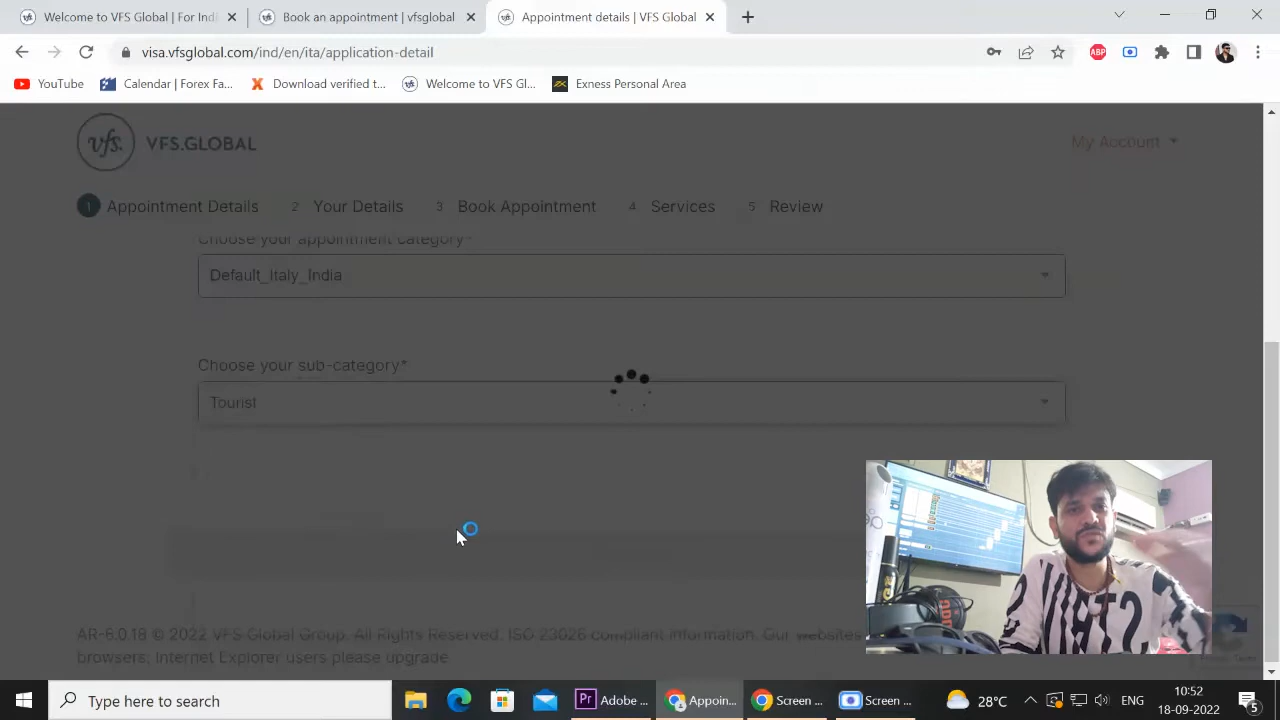 Welcome to VFS Global | For Ind
Book an appointment | vfsglobal
Appointment details | VFS Global
visa.vfsglobal.com/ind/en/ita/application-detail
ABP
YouTube
Calendar | Forex Fa...
Download verified t...
Welcome to VFS Gl...
Exness Personal Area
vfs. VFS.GLOBAL
My Account
1 Appointment Details
2 Your Details
3 Book Appointment
4 Services
5 Review
Choose your appointment category*
Default_Italy_India
Choose your sub-category*
Tourist
AR-6.0.18 © 2022 VFS Global Group. All Rights Reserved. ISO 23026 compliant information. Our websites
browsers; Internet Explorer users please upgrade
Type here to search
Pr Adobe ...
Appoin...
Screen ...
Screen ...
28°C
ENG
10:52
18-09-2022
5